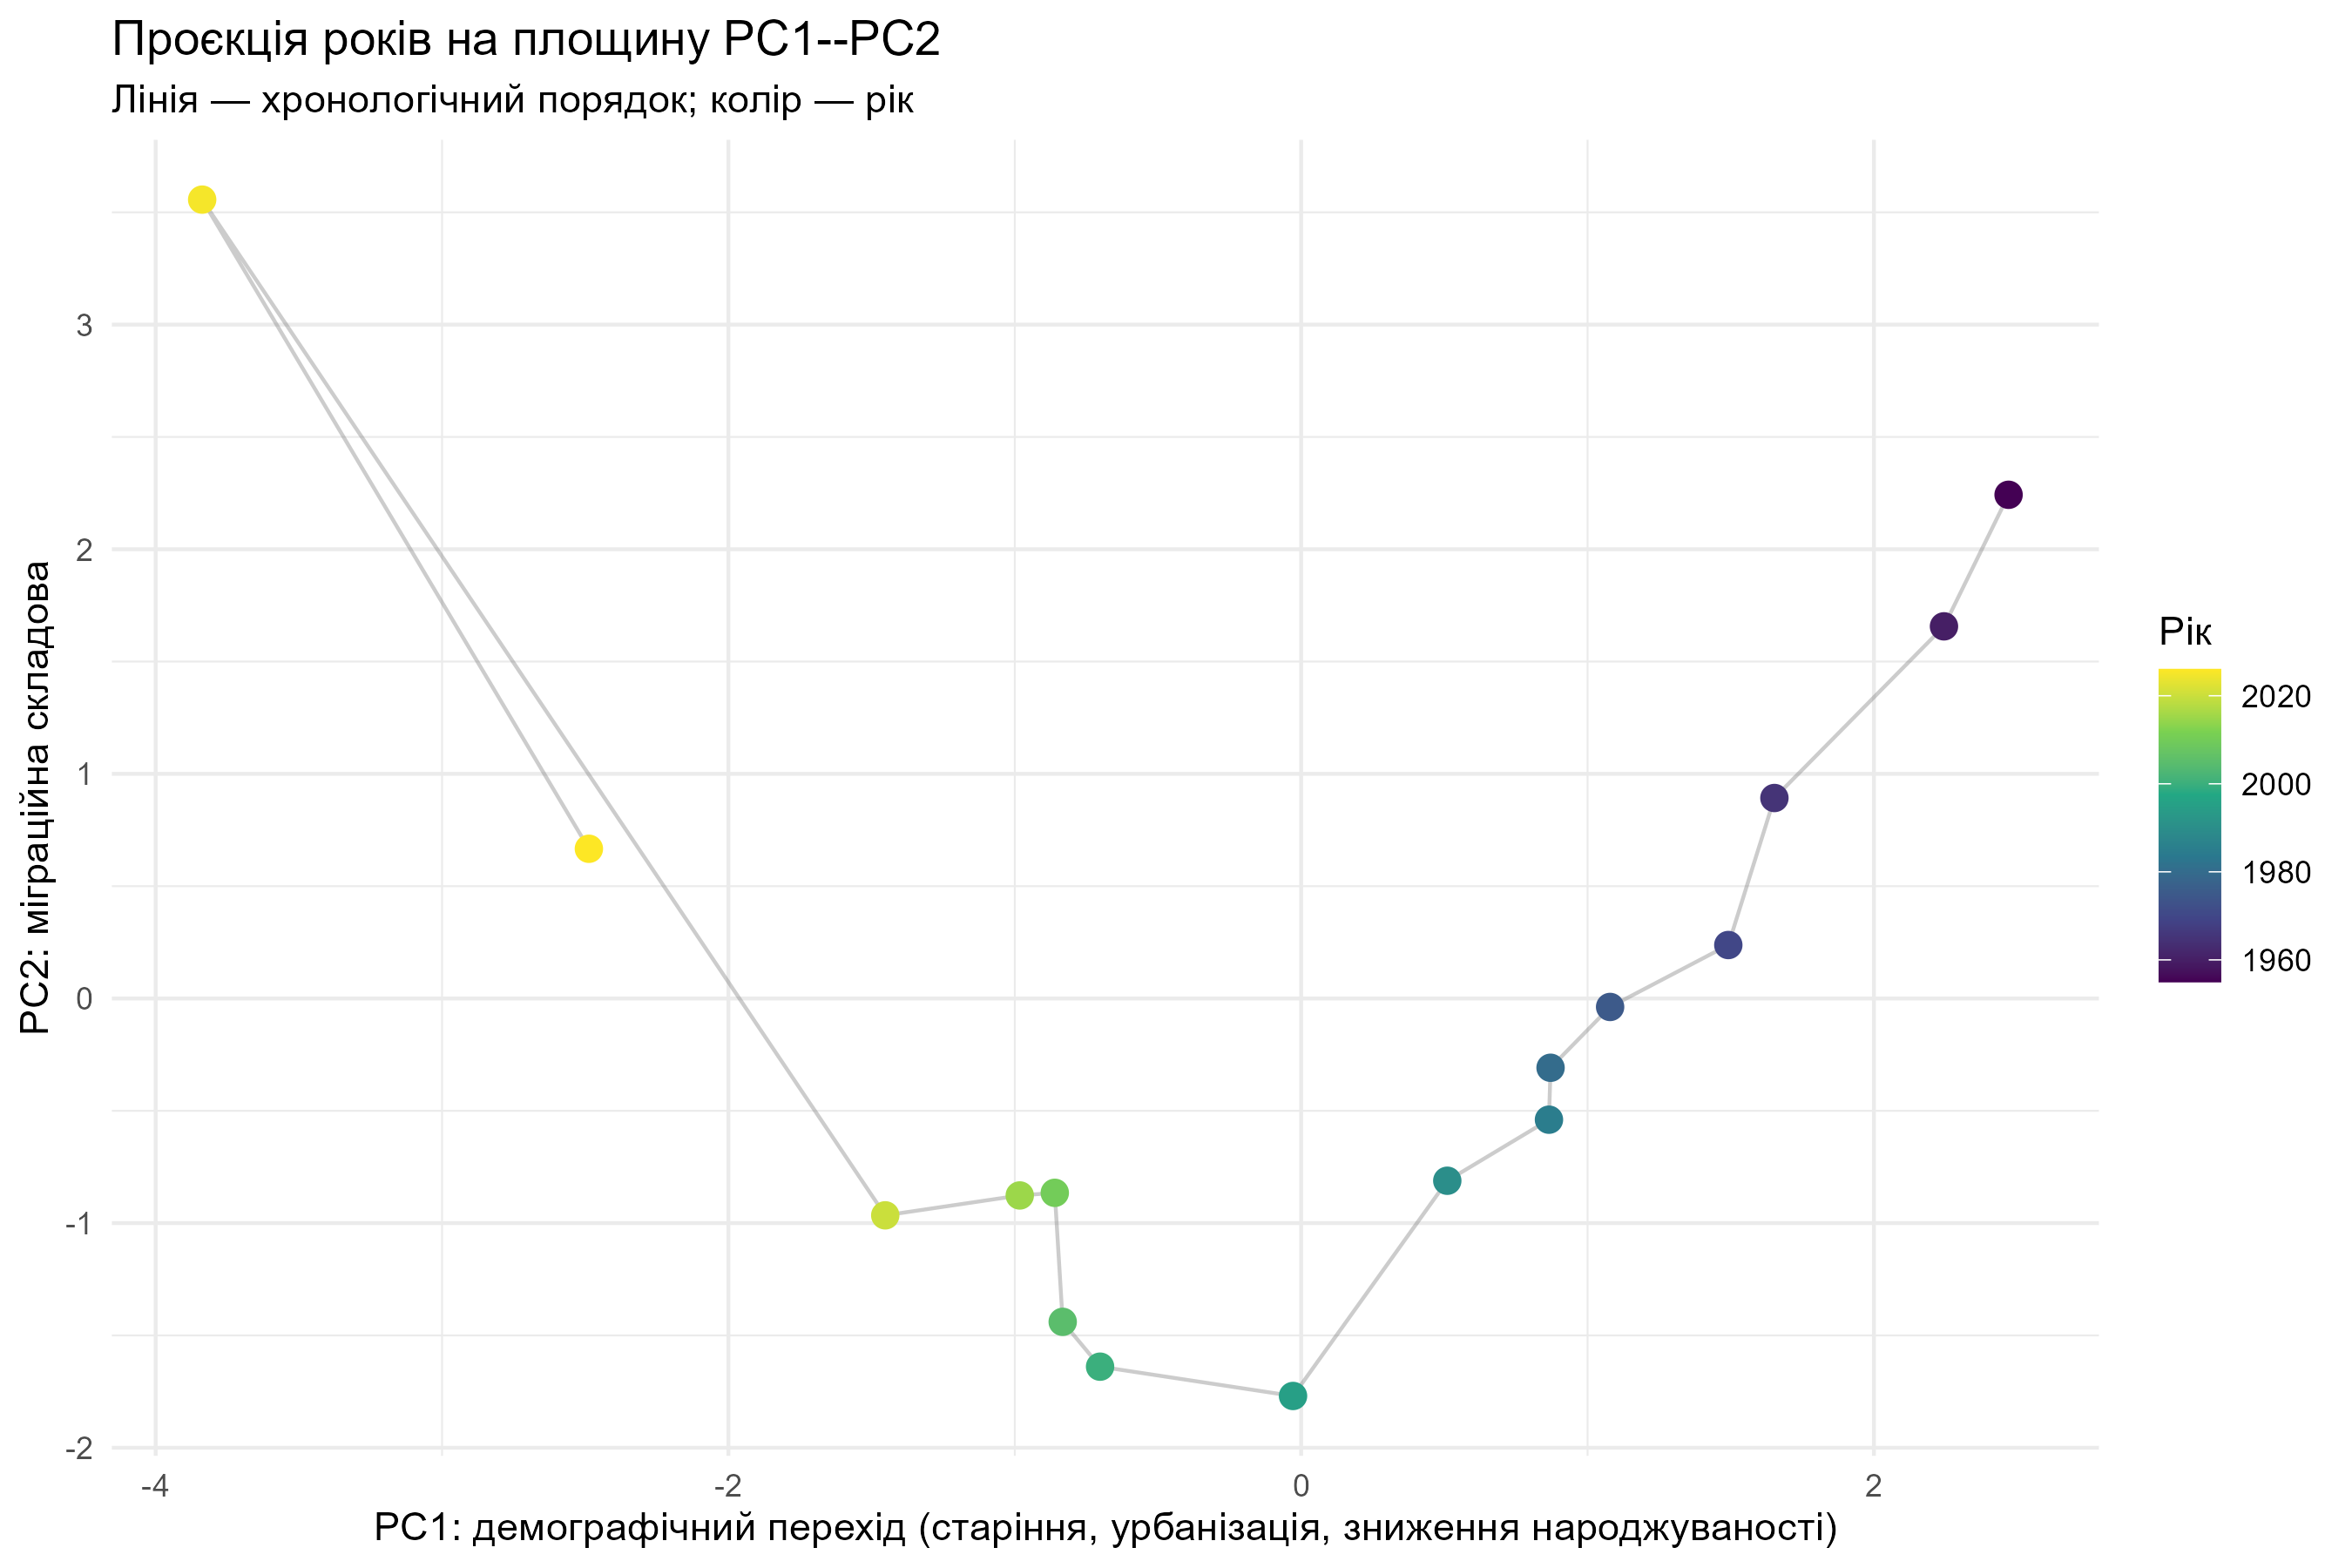 Проєкція років на площину PC1--PC2
Лінія — хронологічний порядок; колір — рік
PC2: міграційна складова
3
2
1
0
-1
-2
-4
-2
0
2
PC1: демографічний перехід (старіння, урбанізація, зниження народжуваності)
Рік
2020
2000
1980
1960